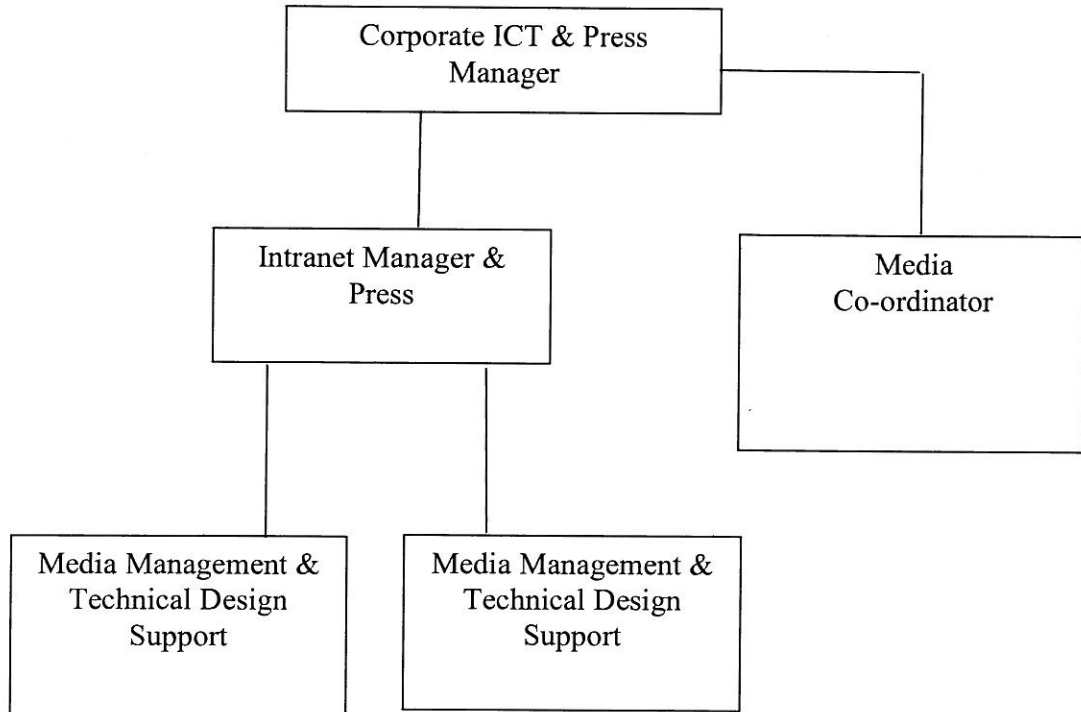 Corporate ICT & Press
Manager
Intranet Manager &
Press
Media
Co-ordinator
Media Management &
Technical Design
Support
Media Management &
Technical Design
Support